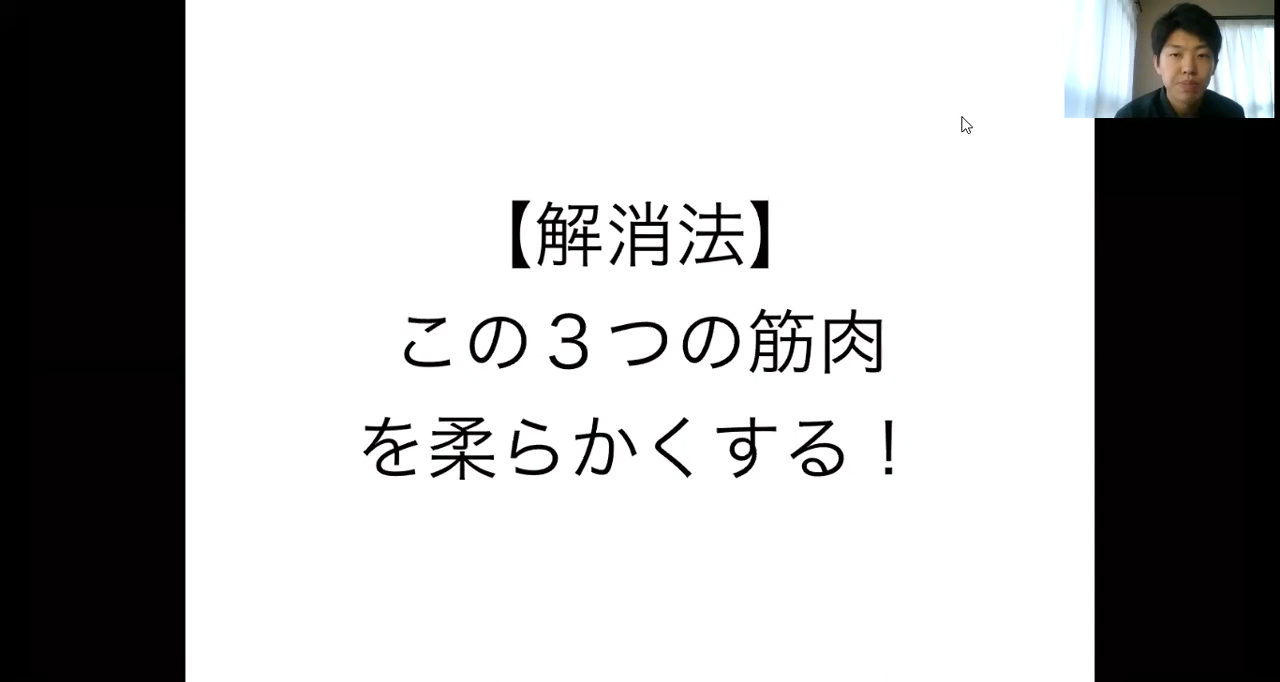 【解消法】
この３つの筋肉
を柔らかくする！